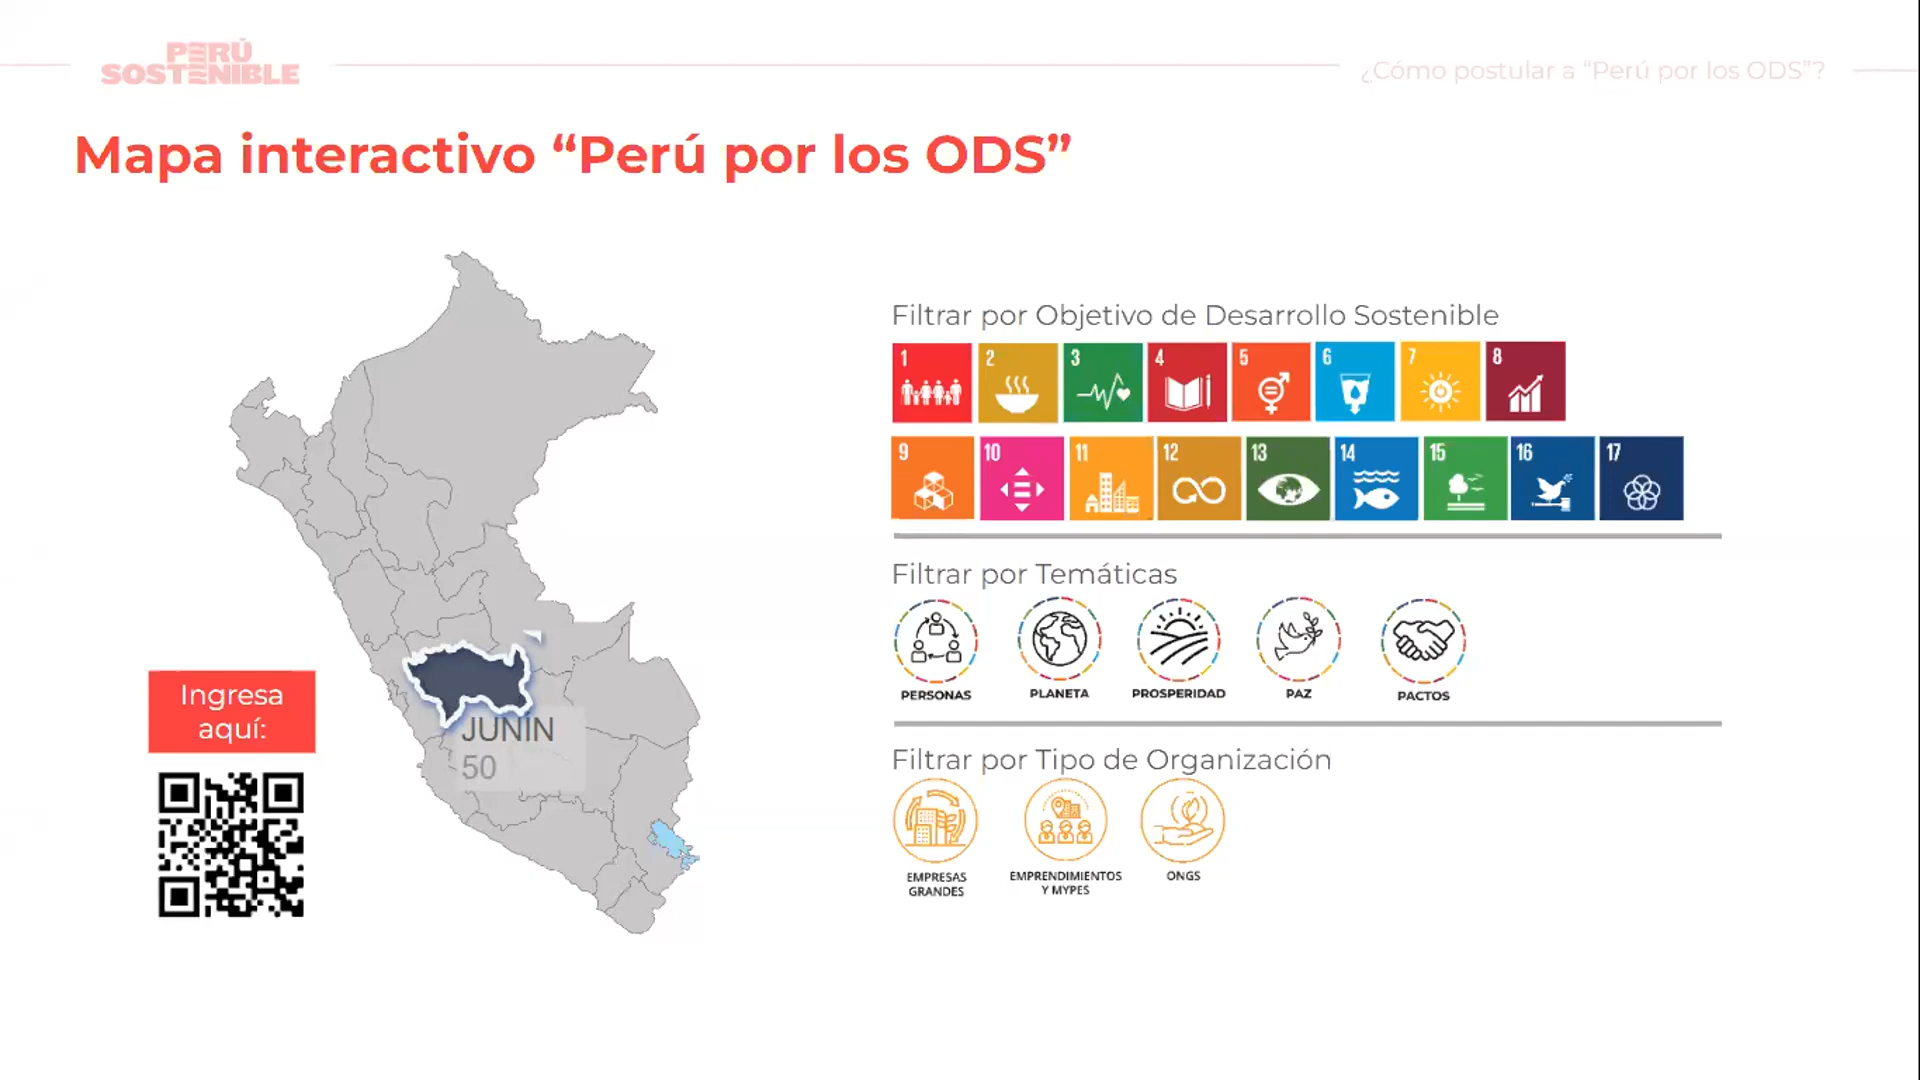 PERÚ
SOSTENIBLE
¿Cómo postular a “Perú por los ODS”?
Mapa interactivo “Perú por los ODS”
Filtrar por Objetivo de Desarrollo Sostenible
1 2 3 4 5 6 7 8
9 10 11 12 13 14 15 16 17
Filtrar por Temáticas
PERSONAS PLANETA PROSPERIDAD PAZ PACTOS
Ingresa
aquí:
JUNIN
50
Filtrar por Tipo de Organización
EMPRESAS
GRANDES
EMPRENDIMIENTOS
Y MYPES
ONGS